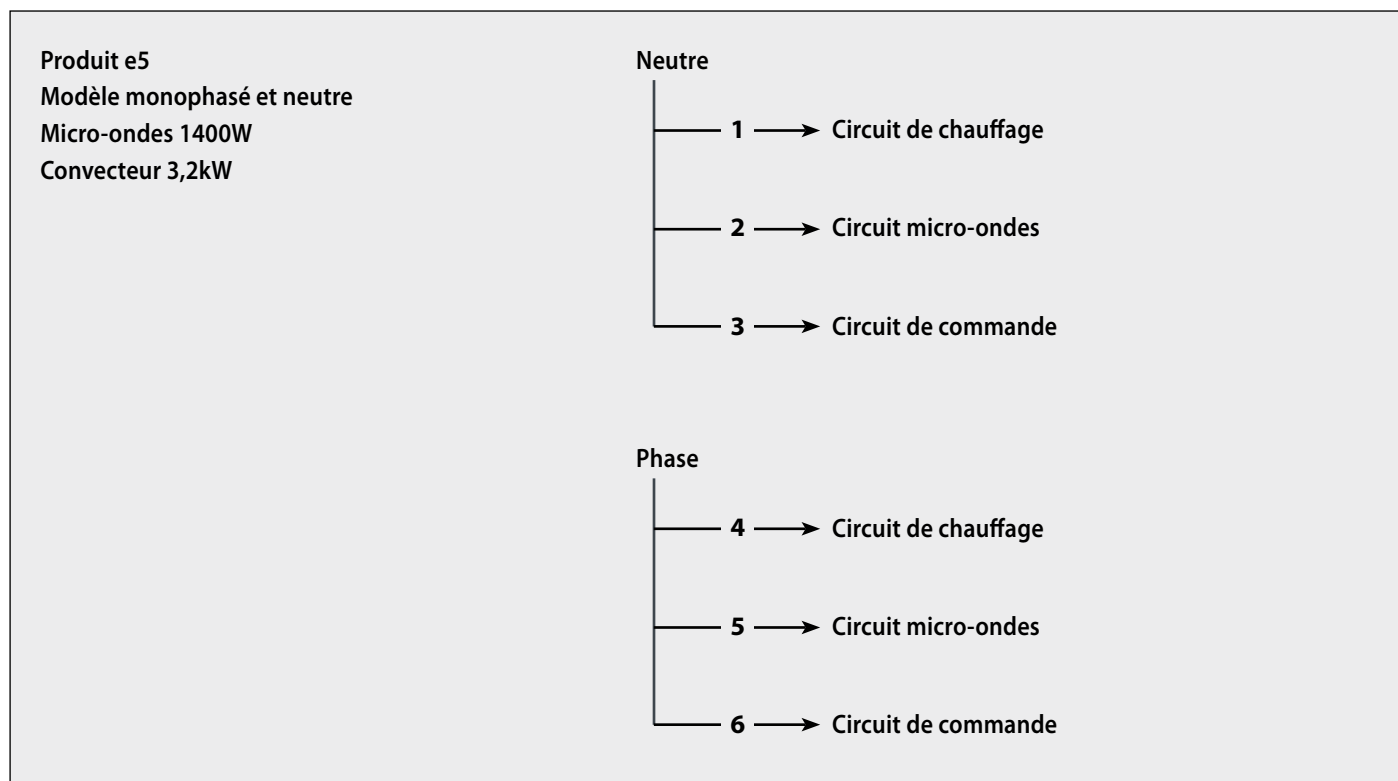 Produit e5
Modèle monophasé et neutre
Micro-ondes 1400W
Convecteur 3,2kW
Neutre
1 Circuit de chauffage
2 Circuit micro-ondes
3 Circuit de commande
Phase
4 Circuit de chauffage
5 Circuit micro-ondes
6 Circuit de commande